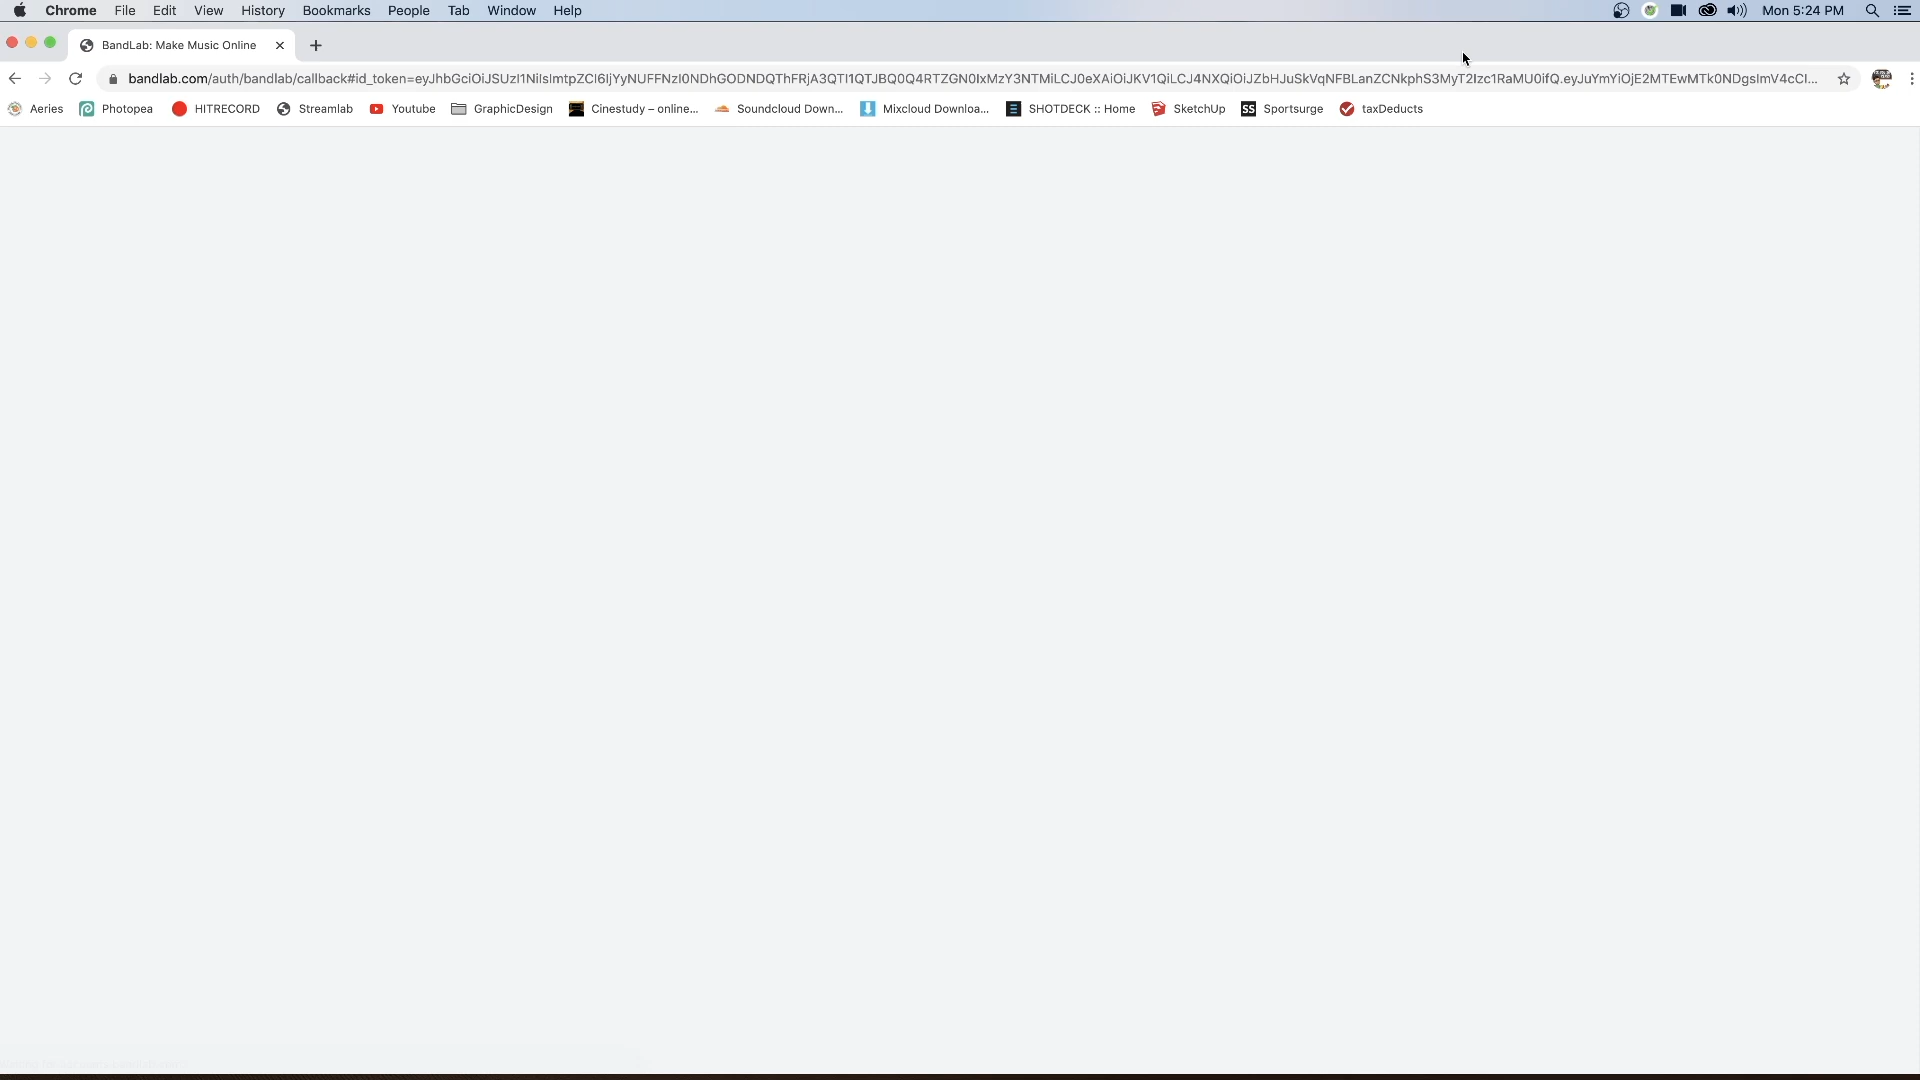 Chrome File Edit View History Bookmarks People Tab Window Help Mon 5:24 PM
BandLab: Make Music Online
bandlab.com/auth/bandlab/callback#id_token=
Aeries Photopea HITRECORD Streamlab Youtube GraphicDesign Cinestudy – online... Soundcloud Down... Mixcloud Downloa... SHOTDECK :: Home SketchUp SS Sportsurge taxDeducts